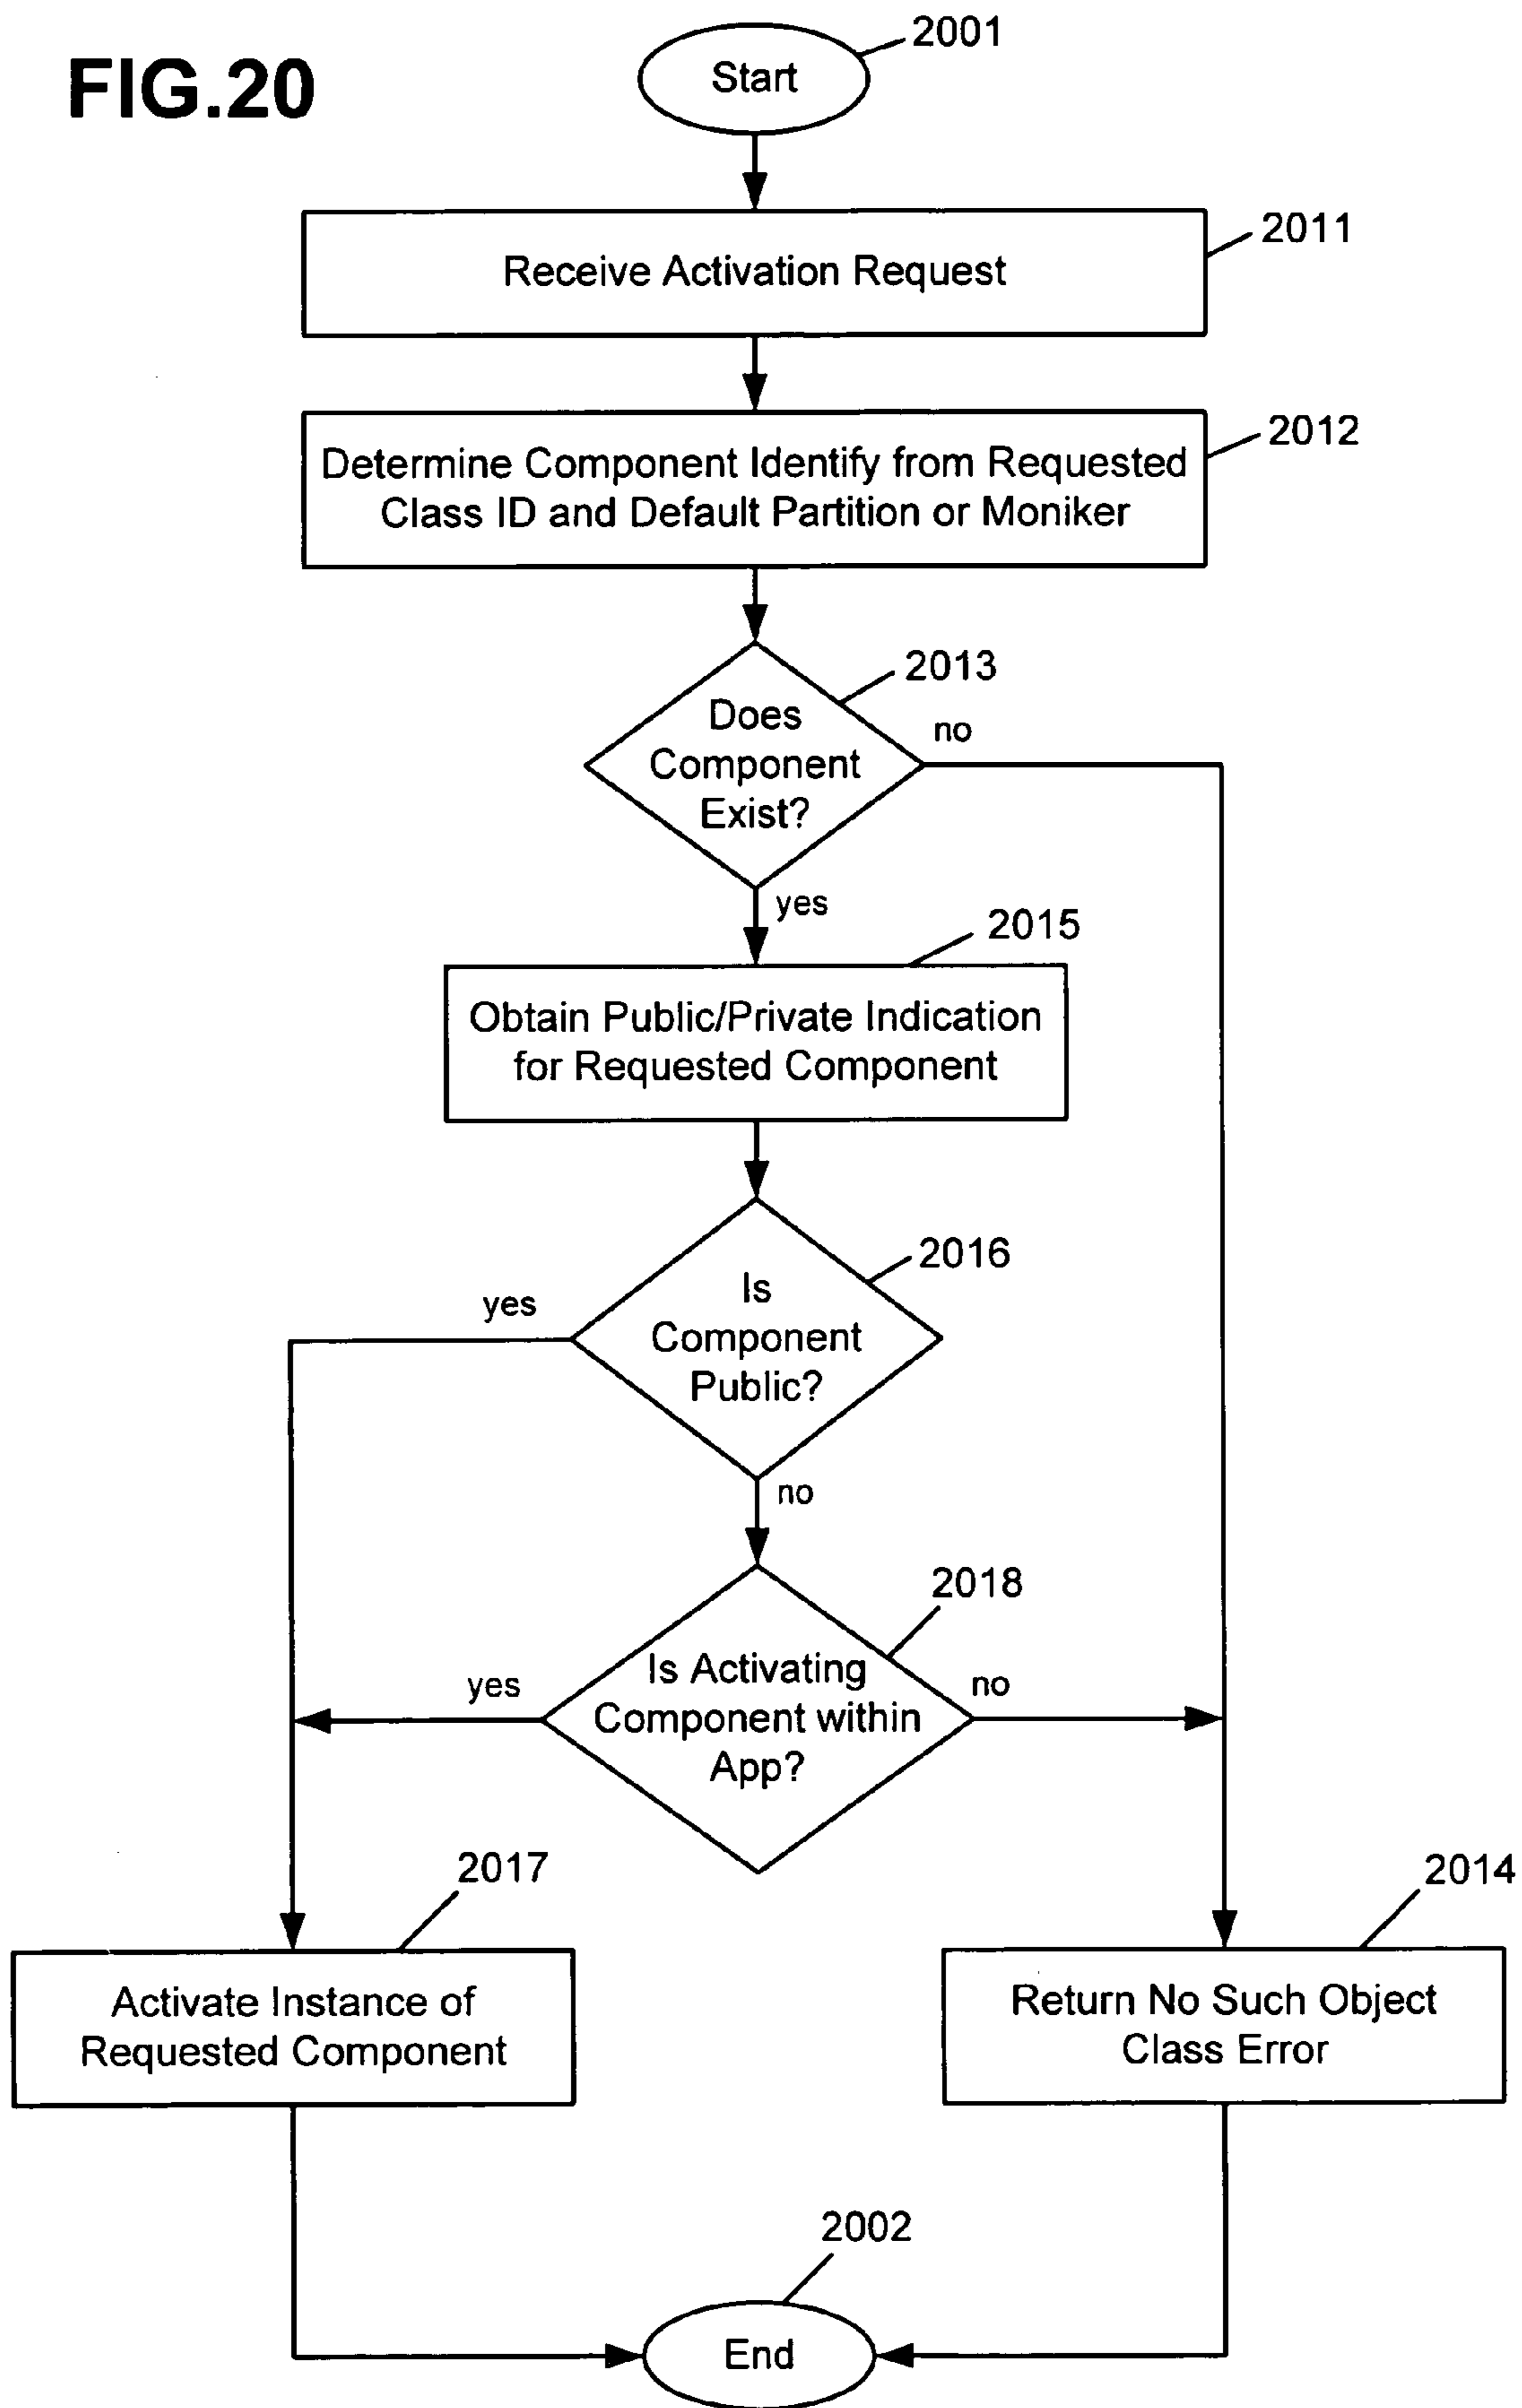 FIG.20
2001
Start
2011
Receive Activation Request
2012
Determine Component Identify from Requested
Class ID and Default Partition or Moniker
2013
Does
Component
Exist?
no
yes
2015
Obtain Public/Private Indication
for Requested Component
2016
Is
Component
Public?
yes
no
2018
Is Activating
Component within
App?
yes
no
2017
Activate Instance of
Requested Component
2014
Return No Such Object
Class Error
2002
End